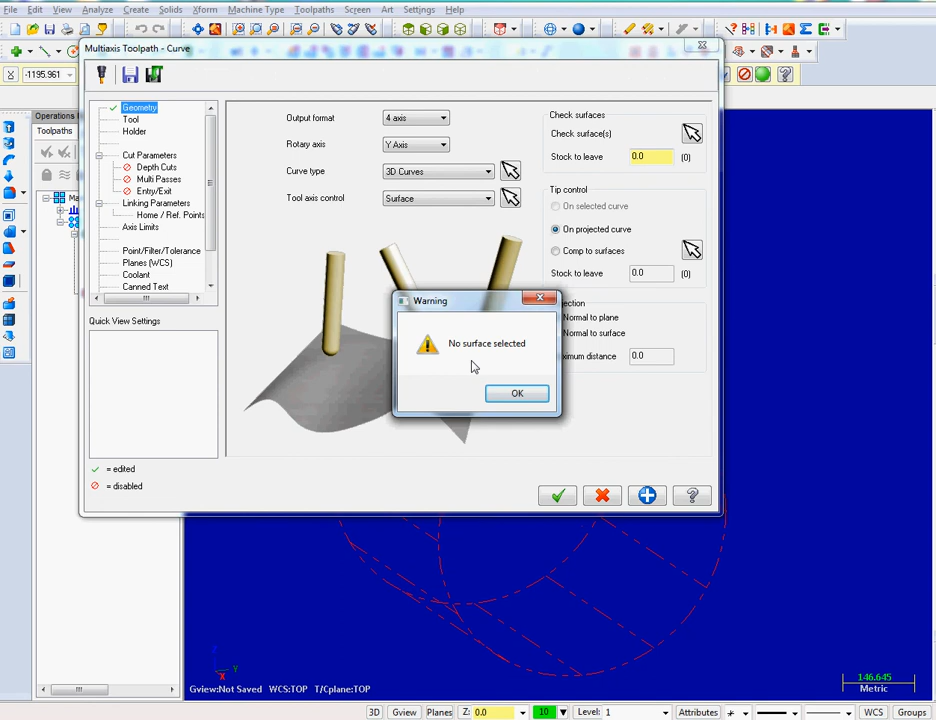 File Edit View Analyze Create Solids Xform Machine Type Toolpaths Screen Art Settings Help
Multiaxis Toolpath - Curve
-1195.961
Operations
Toolpaths
Geometry
Tool
Holder
Cut Parameters
Depth Cuts
Multi Passes
Entry/Exit
Linking Parameters
Home / Ref. Points
Axis Limits
Point/Filter/Tolerance
Planes (WCS)
Coolant
Canned Text
Quick View Settings
= edited
= disabled
Output format
4 axis
Rotary axis
Y Axis
Curve type
3D Curves
Tool axis control
Surface
Check surfaces
Check surface(s)
Stock to leave
0.0
(0)
Tip control
On selected curve
On projected curve
Comp to surfaces
Stock to leave
0.0
(0)
Normal to plane
Normal to surface
0.0
Warning
No surface selected
OK
Gview:Not Saved WCS:TOP T/Cplane:TOP
146.645
Metric
3D Gview Planes Z: 0.0 10 Level: 1 Attributes WCS Groups